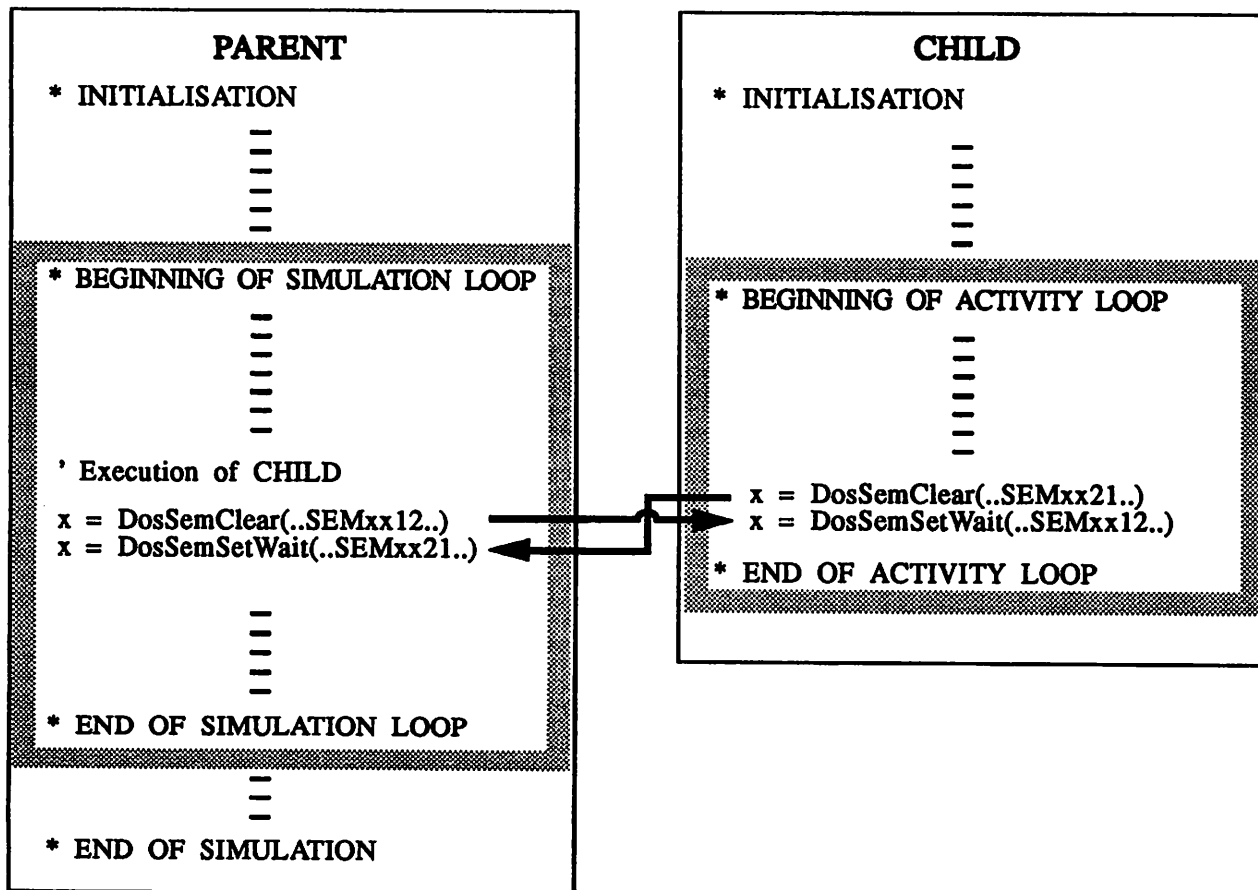 PARENT
* INITIALISATION
* BEGINNING OF SIMULATION LOOP
' Execution of CHILD
x = DosSemClear(..SEMxx12..)
x = DosSemSetWait(..SEMxx21..)
* END OF SIMULATION LOOP
* END OF SIMULATION
CHILD
* INITIALISATION
* BEGINNING OF ACTIVITY LOOP
x = DosSemClear(..SEMxx21..)
x = DosSemSetWait(..SEMxx12..)
* END OF ACTIVITY LOOP